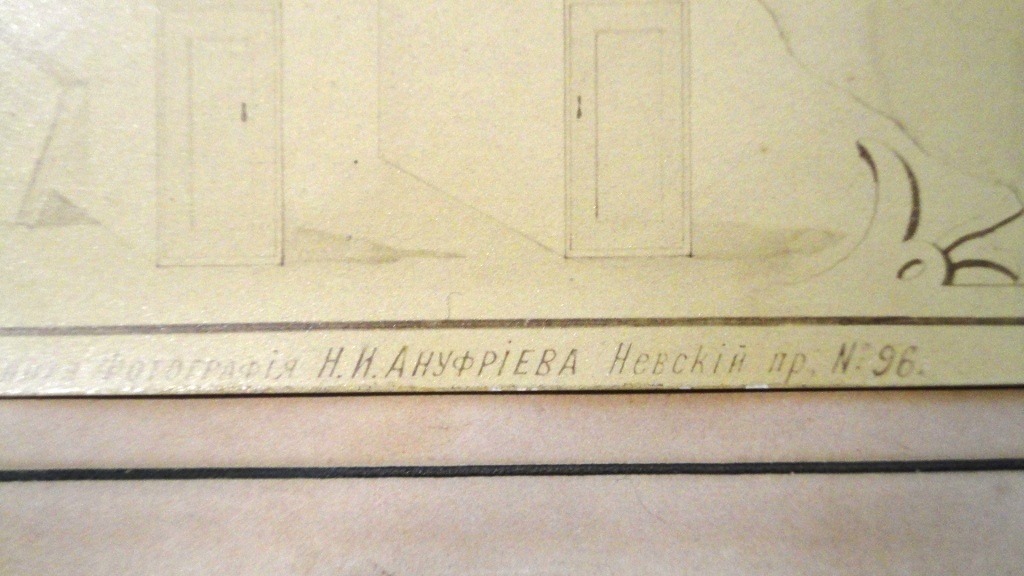 Фотографія Н.И.АНУФРІЕВА Невскій пр. № 96.